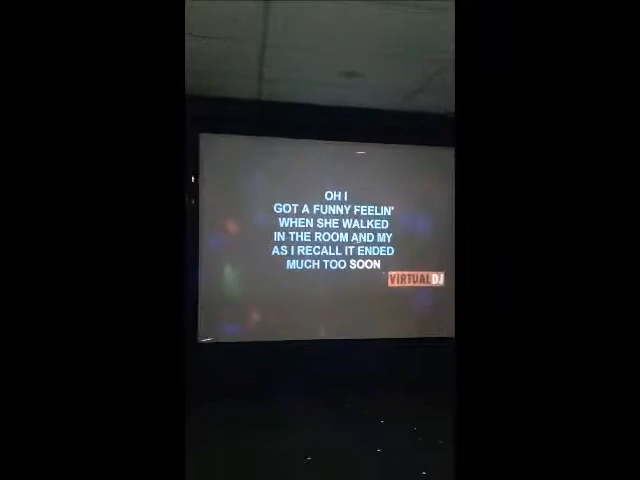 OH I
GOT A FUNNY FEELIN'
WHEN SHE WALKED
IN THE ROOM AND MY
AS I RECALL IT ENDED
MUCH TOO SOON
VIRTUALDJ